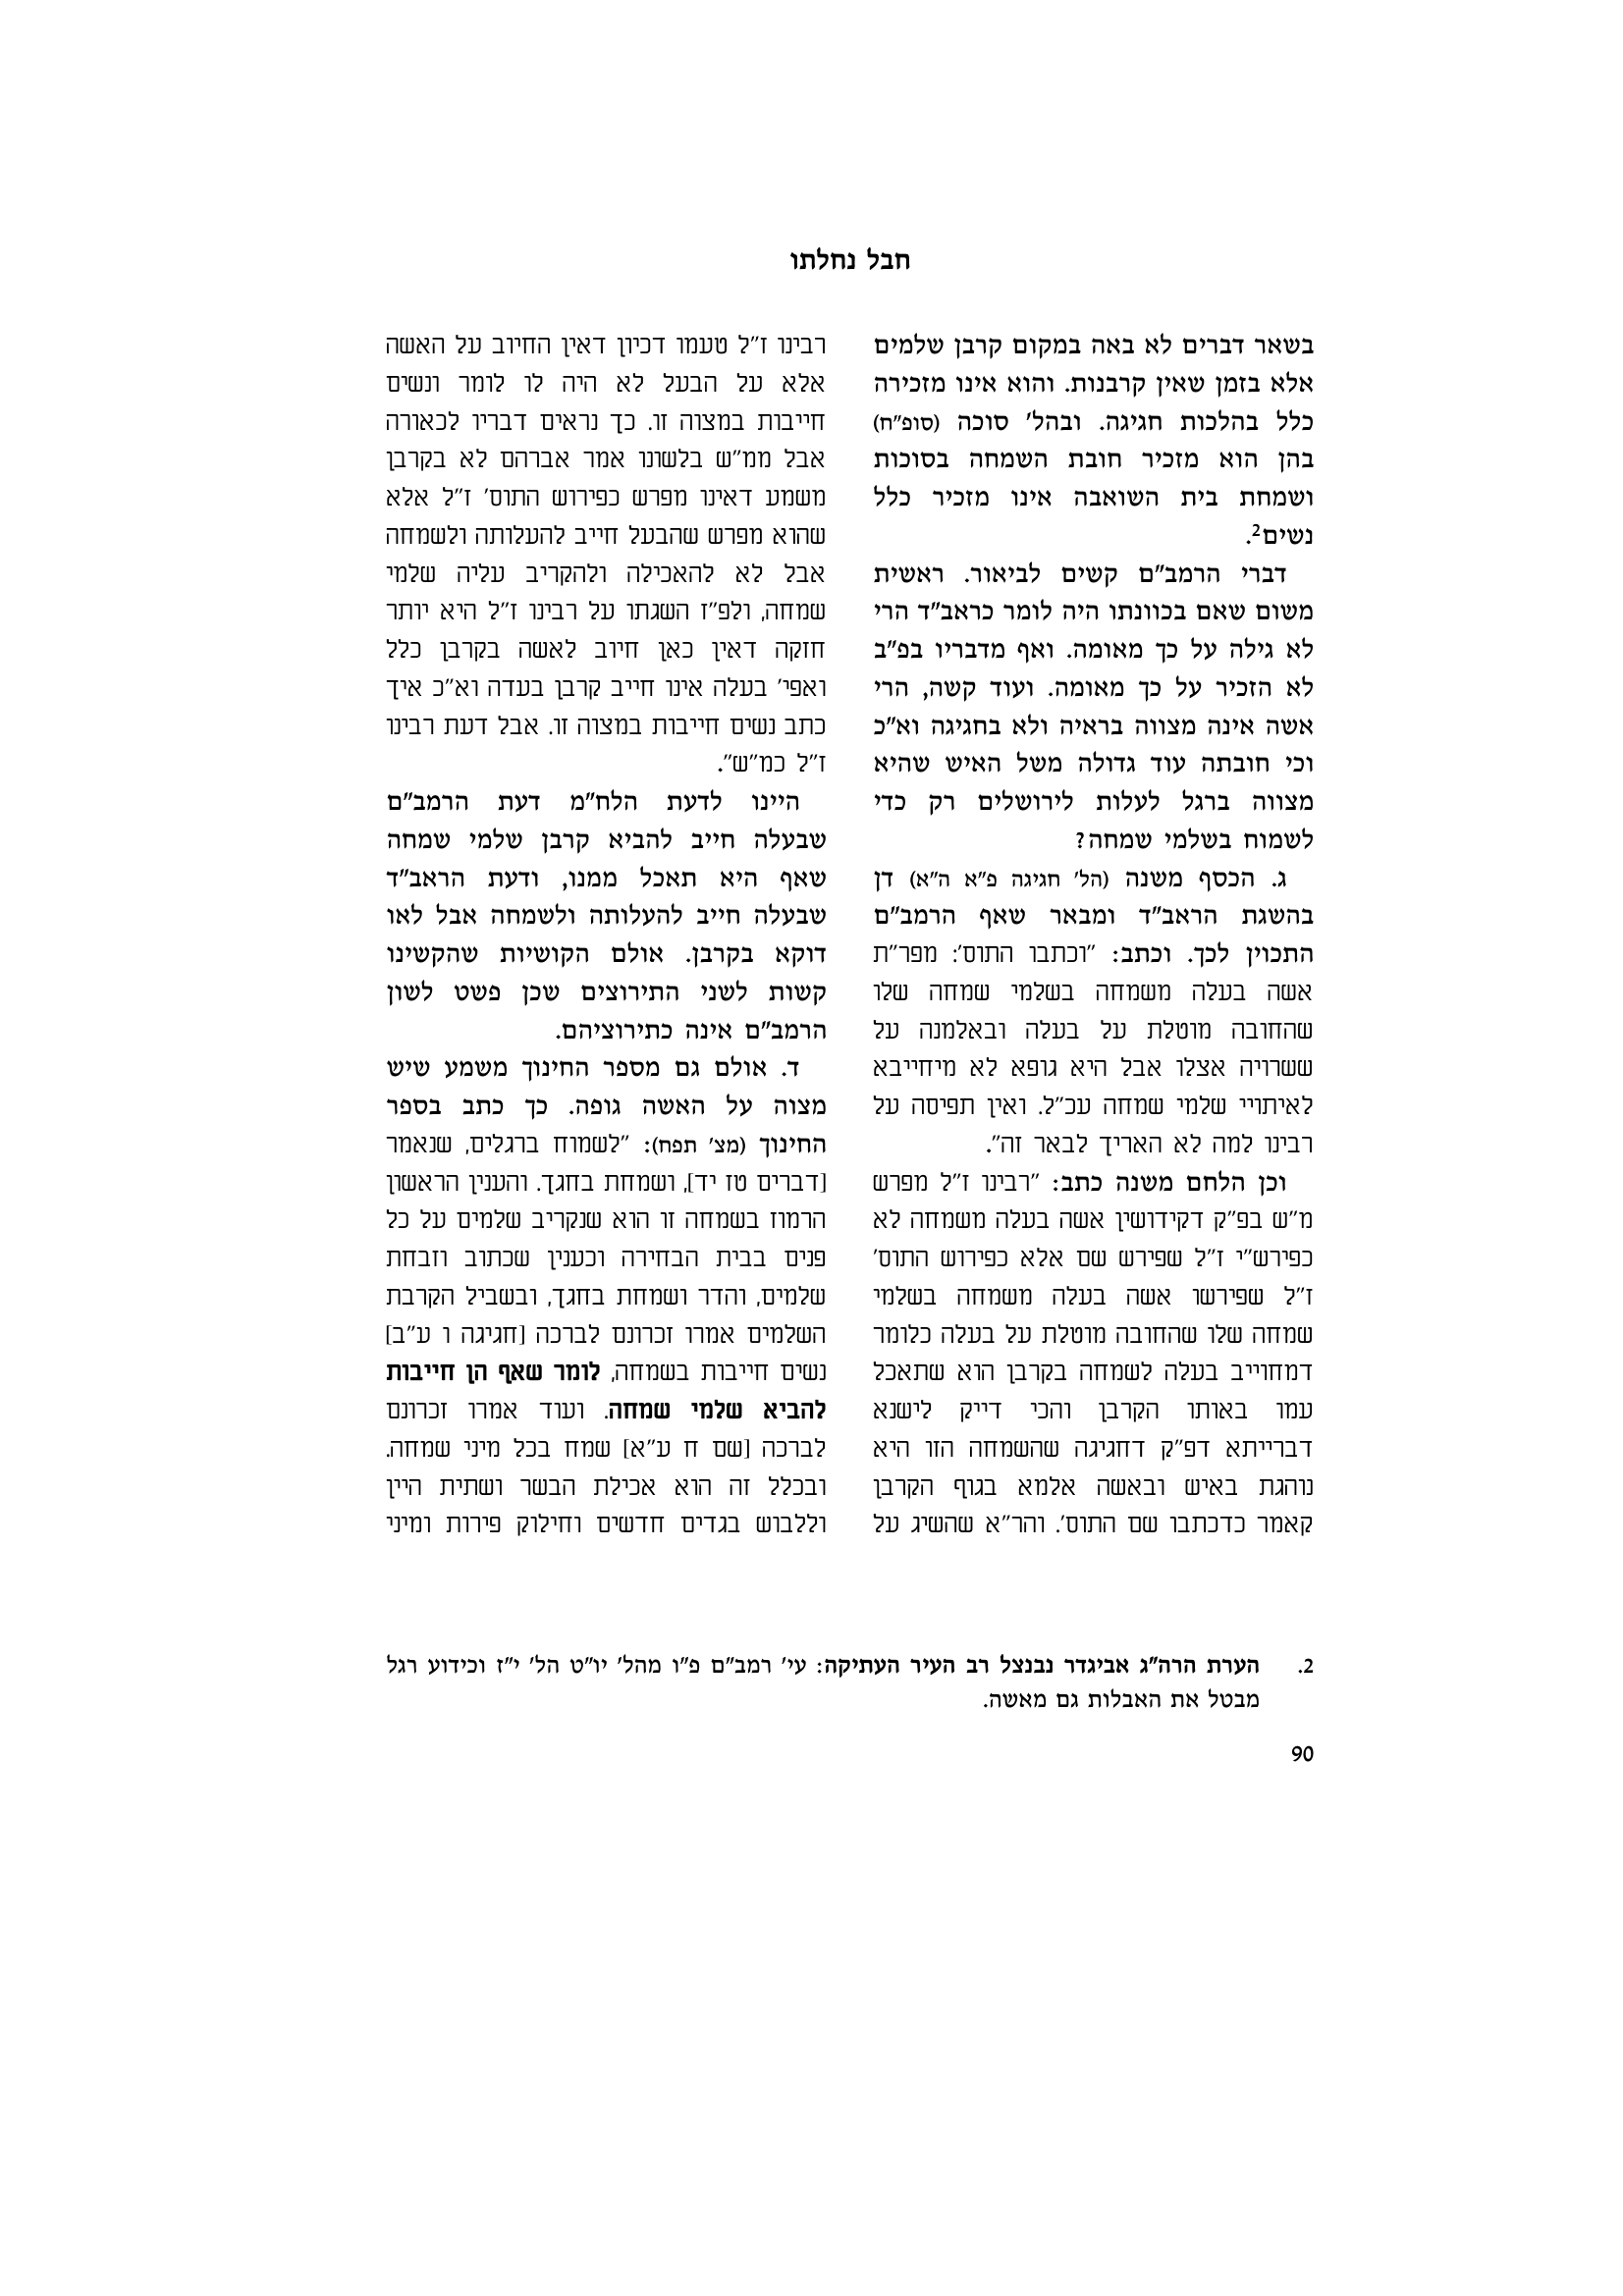 חבל נחלתו
בשאר דברים לא באה במקום קרבן שלמים
אלא בזמן שאין קרבנות. והוא אינו מזכירה
כלל בהלכות חגיגה. ובהל' סוכה (סופ"ח)
בהן הוא מזכיר חובת השמחה בסוכות
ושמחת בית השואבה אינו מזכיר כלל
נשים2.
דברי הרמב"ם קשים לביאור. ראשית
משום שאם בכוונתו היה לומר כראב"ד הרי
לא גילה על כך מאומה. ואף מדבריו בפ"ב
לא הזכיר על כך מאומה. ועוד קשה, הרי
אשה אינה מצווה בראיה ולא בחגיגה וא"כ
וכי חובתה עוד גדולה משל האיש שהיא
מצווה ברגל לעלות לירושלים רק כדי
לשמוח בשלמי שמחה?
ג. הכסף משנה (הל' חגיגה פ"א ה"א) דן
בהשגת הראב"ד ומבאר שאף הרמב"ם
התכוין לכך. וכתב: "וכתבו התוס': מפר"ת
אשה בעלה משמחה בשלמי שמחה שלו
שהחובה מוטלת על בעלה ובאלמנה על
ששרויה אצלו אבל היא גופא לא מיחייבא
לאיתויי שלמי שמחה עכ"ל. ואין תפיסה על
רבינו למה לא האריך לבאר זה".
וכן הלחם משנה כתב: "רבינו ז"ל מפרש
מ"ש בפ"ק דקידושין אשה בעלה משמחה לא
כפירש"י ז"ל שפירש שם אלא כפירוש התוס'
ז"ל שפירשו אשה בעלה משמחה בשלמי
שמחה שלו שהחובה מוטלת על בעלה כלומר
דמחוייב בעלה לשמחה בקרבן הוא שתאכל
עמו באותו הקרבן והכי דייק לישנא
דברייתא דפ"ק דחגיגה שהשמחה הזו היא
נוהגת באיש ובאשה אלמא בגוף הקרבן
קאמר כדכתבו שם התוס'. והר"א שהשיג על
רבינו ז"ל טעמו דכיון דאין החיוב על האשה
אלא על הבעל לא היה לו לומר ונשים
חייבות במצוה זו. כך נראים דבריו לכאורה
אבל ממ"ש בלשונו אמר אברהם לא בקרבן
משמע דאינו מפרש כפירוש התוס' ז"ל אלא
שהוא מפרש שהבעל חייב להעלותה ולשמחה
אבל לא להאכילה ולהקריב עליה שלמי
שמחה, ולפ"ז השגתו על רבינו ז"ל היא יותר
חזקה דאין כאן חיוב לאשה בקרבן כלל
ואפי' בעלה אינו חייב קרבן בעדה וא"כ איך
כתב נשים חייבות במצוה זו. אבל דעת רבינו
ז"ל כמ"ש".
היינו לדעת הלח"מ דעת הרמב"ם
שבעלה חייב להביא קרבן שלמי שמחה
שאף היא תאכל ממנו, ודעת הראב"ד
שבעלה חייב להעלותה ולשמחה אבל לאו
דוקא בקרבן. אולם הקושיות שהקשינו
קשות לשני התירוצים שכן פשט לשון
הרמב"ם אינה כתירוציהם.
ד. אולם גם מספר החינוך משמע שיש
מצוה על האשה גופה. כך כתב בספר
החינוך (מצ' תפח): "לשמוח ברגלים, שנאמר
[דברים טז יד], ושמחת בחגך. והענין הראשון
הרמוז בשמחה זו הוא שנקריב שלמים על כל
פנים בבית הבחירה וכענין שכתוב וזבחת
שלמים, והדר ושמחת בחגך, ובשביל הקרבת
השלמים אמרו זכרונם לברכה [חגיגה ו ע"ב]
נשים חייבות בשמחה, לומר שאף הן חייבות
להביא שלמי שמחה. ועוד אמרו זכרונם
לברכה [שם ח ע"א] שמח בכל מיני שמחה.
ובכלל זה הוא אכילת הבשר ושתית היין
וללבוש בגדים חדשים וחילוק פירות ומיני
2. הערת הרה"ג אביגדר נבנצל רב העיר העתיקה: עי' רמב"ם פ"ו מהל' יו"ט הל' י"ז וכידוע רגל
מבטל את האבלות גם מאשה.
90